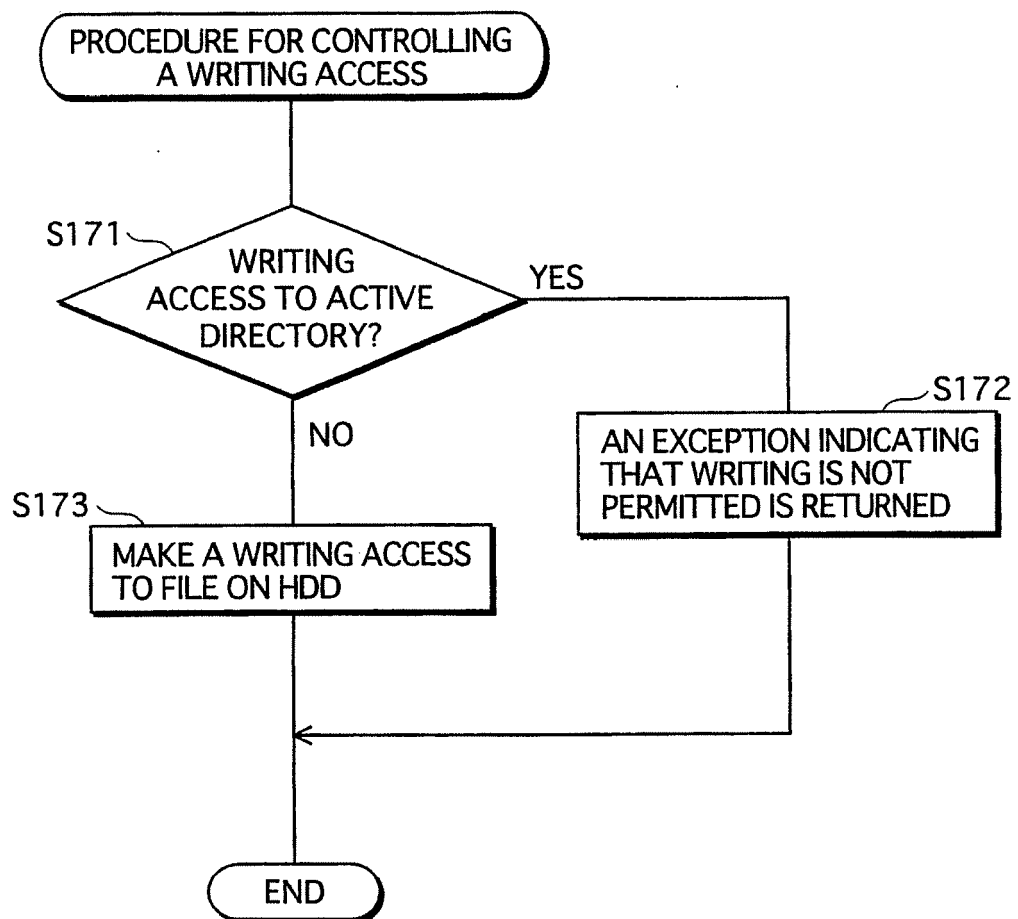 PROCEDURE FOR CONTROLLING
A WRITING ACCESS
S171
WRITING
ACCESS TO ACTIVE
DIRECTORY?
YES
S172
AN EXCEPTION INDICATING
THAT WRITING IS NOT
PERMITTED IS RETURNED
NO
S173
MAKE A WRITING ACCESS
TO FILE ON HDD
END